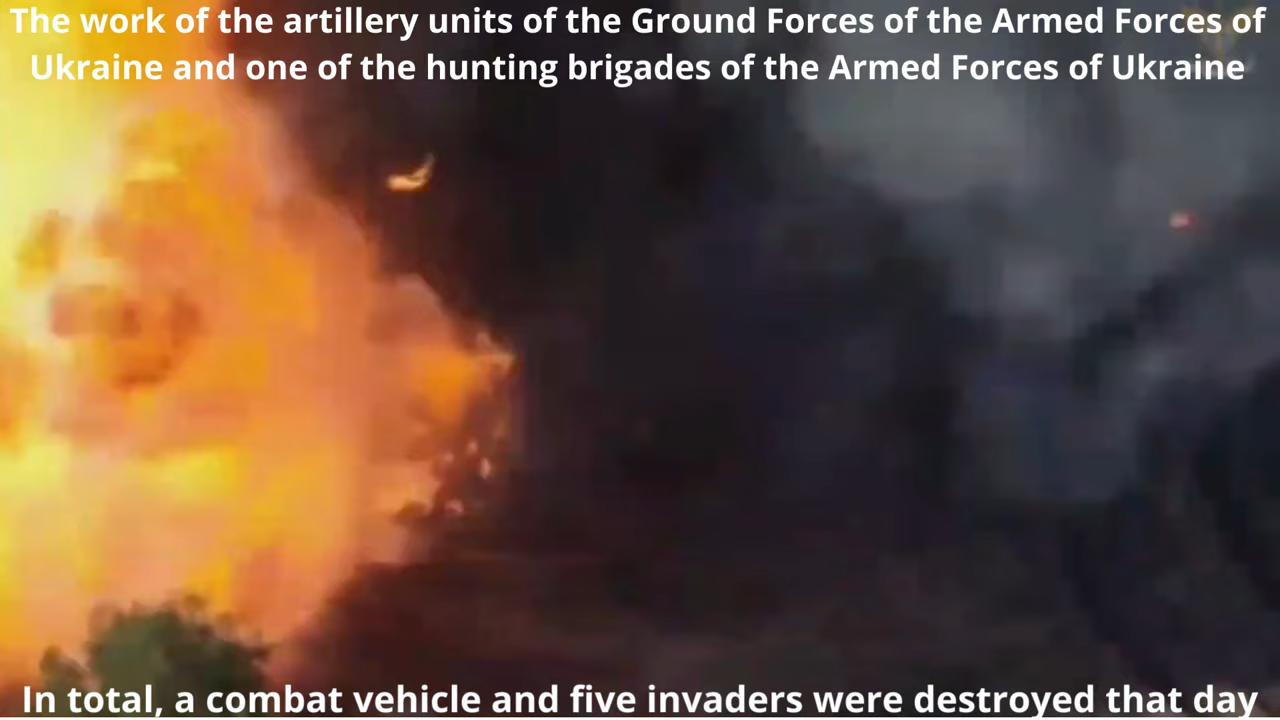 The work of the artillery units of the Ground Forces of the Armed Forces of
Ukraine and one of the hunting brigades of the Armed Forces of Ukraine
In total, a combat vehicle and five invaders were destroyed that day